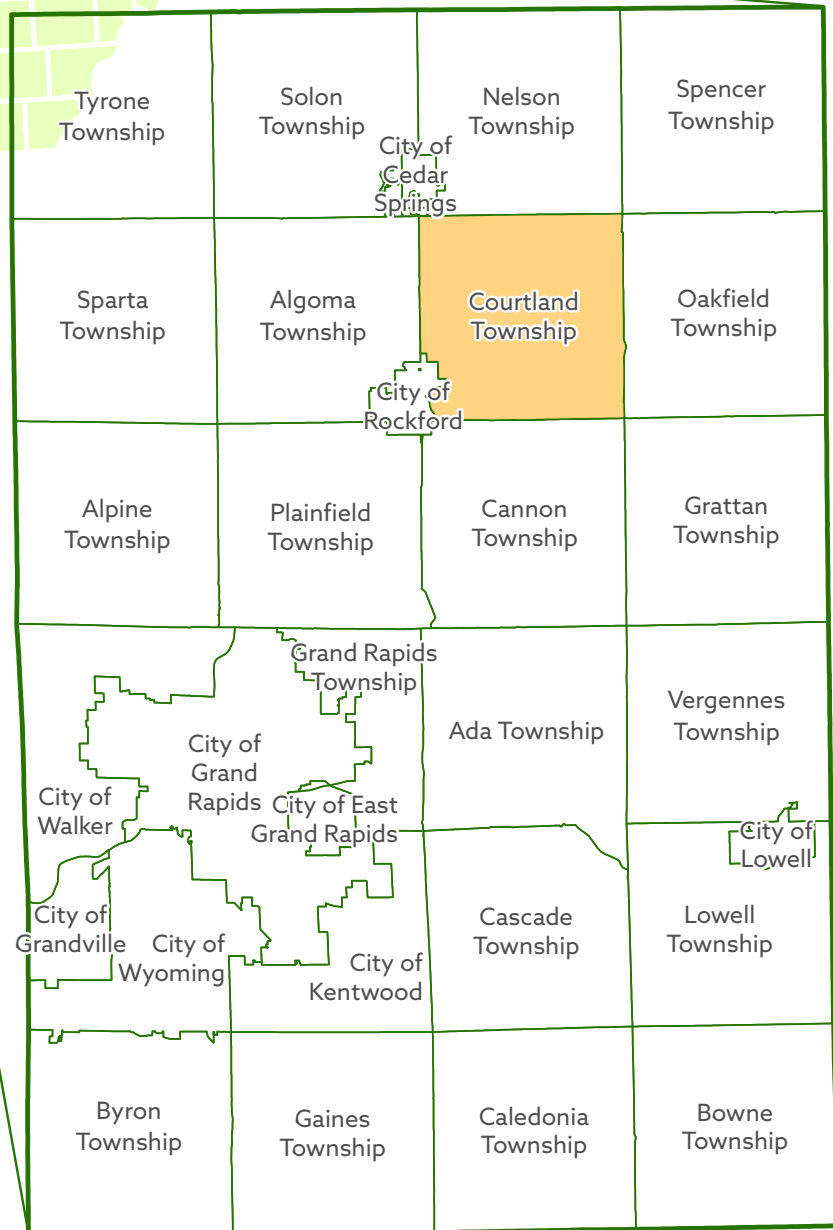 Tyrone
Township
Solon
Township
Nelson
Township
Spencer
Township
City of
Cedar
Springs
Sparta
Township
Algoma
Township
Courtland
Township
Oakfield
Township
City of
Rockford
Alpine
Township
Plainfield
Township
Cannon
Township
Grattan
Township
Grand Rapids
Township
City of
Grand
Rapids
Ada Township
Vergennes
Township
City of
Walker
City of East
Grand Rapids
City of
Lowell
City of
Grandville
City of
Wyoming
City of
Kentwood
Cascade
Township
Lowell
Township
Byron
Township
Gaines
Township
Caledonia
Township
Bowne
Township